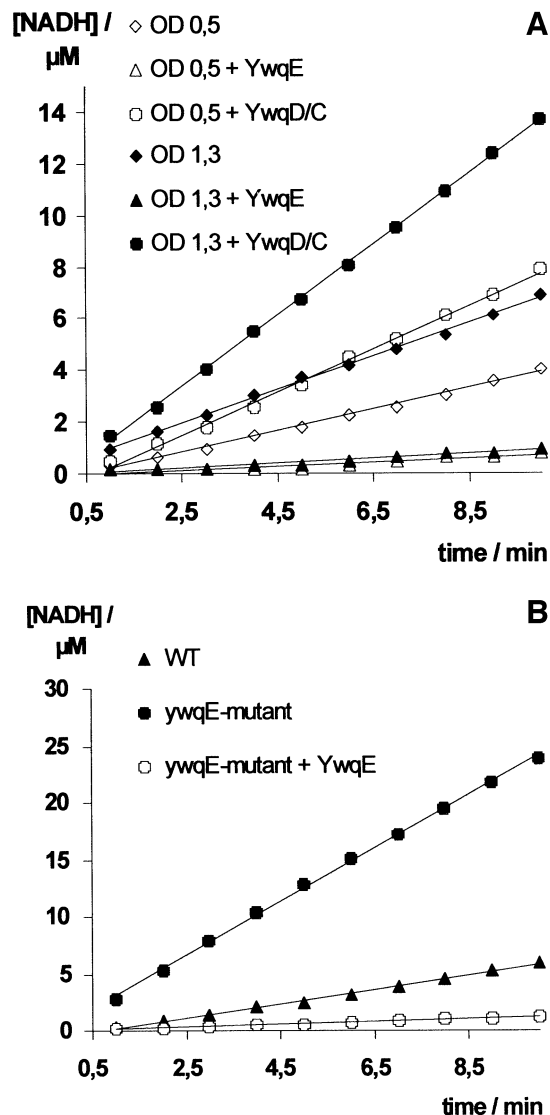 [NADH] /
µM
A
OD 0,5
OD 0,5 + YwqE
OD 0,5 + YwqD/C
OD 1,3
OD 1,3 + YwqE
OD 1,3 + YwqD/C
14
12
10
8
6
4
2
0
0,5 2,5 4,5 6,5 8,5
time / min
[NADH] /
µM
B
WT
ywqE-mutant
ywqE-mutant + YwqE
30
25
20
15
10
5
0
0,5 2,5 4,5 6,5 8,5
time / min